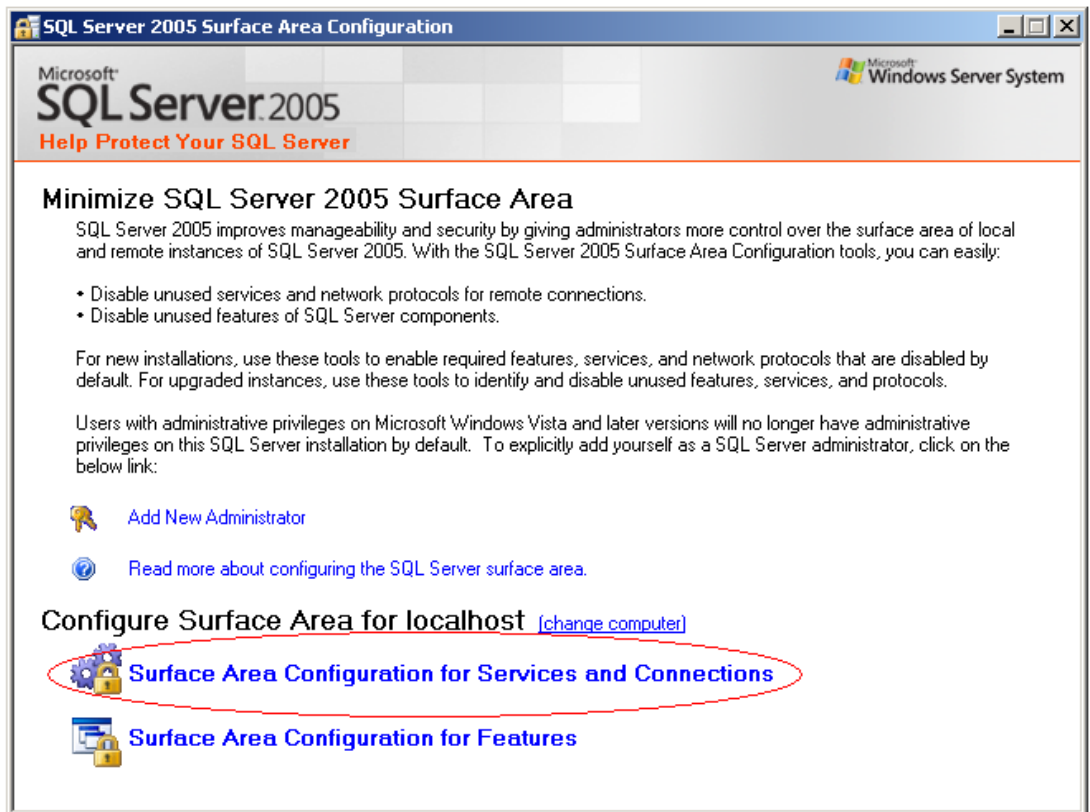 SQL Server 2005 Surface Area Configuration
Microsoft
SQL Server 2005
Help Protect Your SQL Server
Microsoft
Windows Server System
Minimize SQL Server 2005 Surface Area
SQL Server 2005 improves manageability and security by giving administrators more control over the surface area of local
and remote instances of SQL Server 2005. With the SQL Server 2005 Surface Area Configuration tools, you can easily:
• Disable unused services and network protocols for remote connections.
• Disable unused features of SQL Server components.
For new installations, use these tools to enable required features, services, and network protocols that are disabled by
default. For upgraded instances, use these tools to identify and disable unused features, services, and protocols.
Users with administrative privileges on Microsoft Windows Vista and later versions will no longer have administrative
privileges on this SQL Server installation by default.  To explicitly add yourself as a SQL Server administrator, click on the
below link:
Add New Administrator
Read more about configuring the SQL Server surface area.
Configure Surface Area for localhost (change computer)
Surface Area Configuration for Services and Connections
Surface Area Configuration for Features